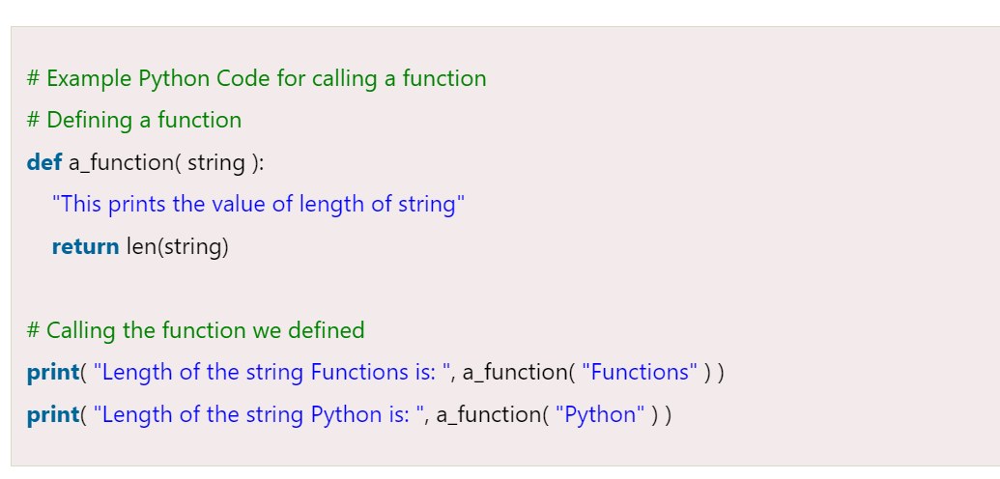 # Example Python Code for calling a function
# Defining a function
def a_function( string ):
"This prints the value of length of string"
return len(string)
# Calling the function we defined
print( "Length of the string Functions is: ", a_function( "Functions" ) )
print( "Length of the string Python is: ", a_function( "Python" ) )